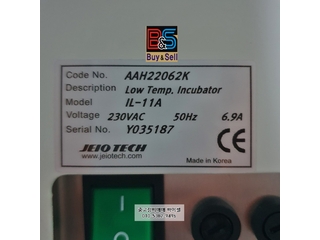 B&S
Buy&Sell
Code No. AAH22062K
Description Low Temp. Incubator
Model IL-11A
Voltage 230VAC 50Hz 6.9A
Serial No. Y035187
JEIO TECH
www.jeiotech.com
CE
Made in Korea